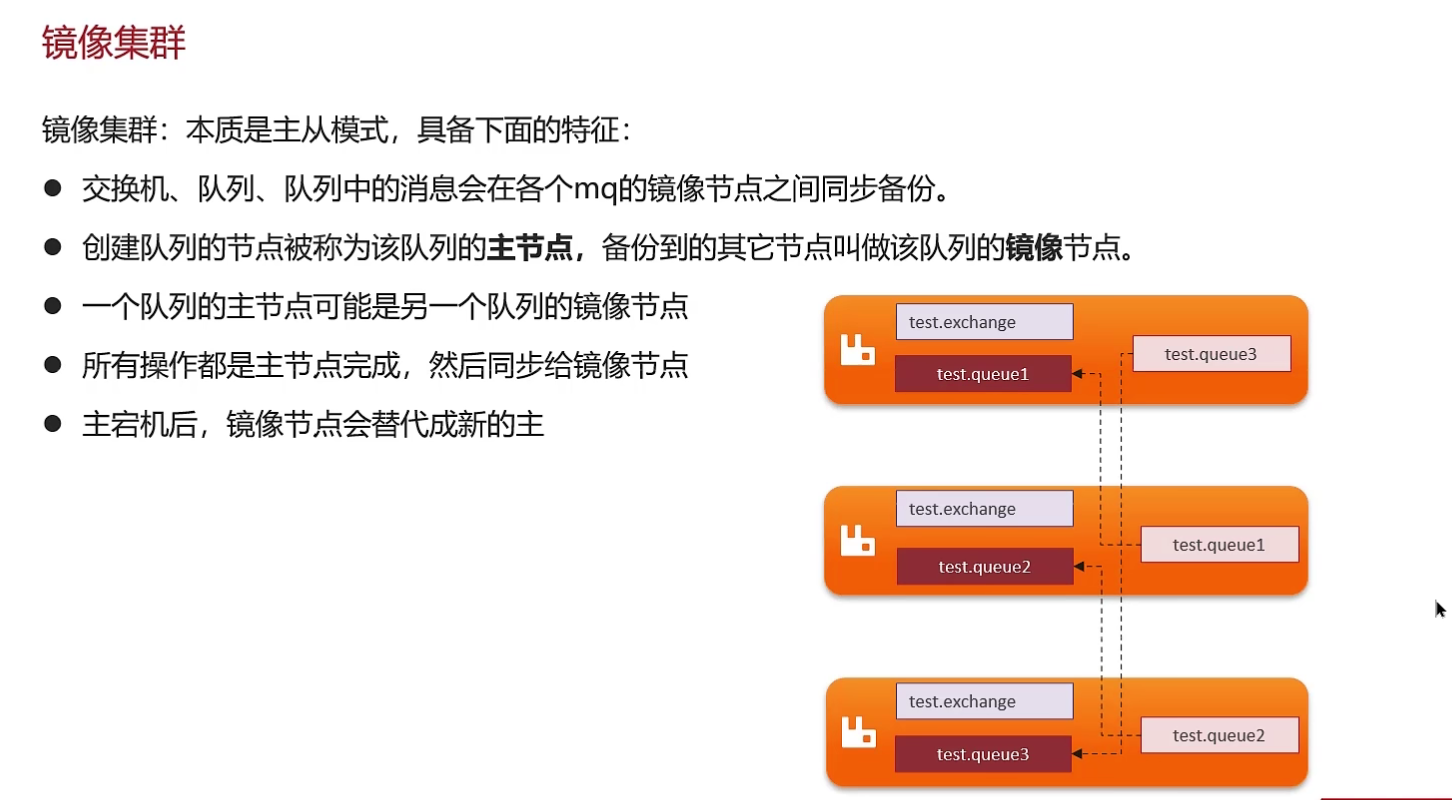 镜像集群
镜像集群：本质是主从模式，具备下面的特征：
● 交换机、队列、队列中的消息会在各个mq的镜像节点之间同步备份。
● 创建队列的节点被称为该队列的主节点，备份到的其它节点叫做该队列的镜像节点。
● 一个队列的主节点可能是另一个队列的镜像节点
● 所有操作都是主节点完成，然后同步给镜像节点
● 主宕机后，镜像节点会替代成新的主
test.exchange
test.queue1
test.queue3
test.exchange
test.queue2
test.queue1
test.exchange
test.queue3
test.queue2